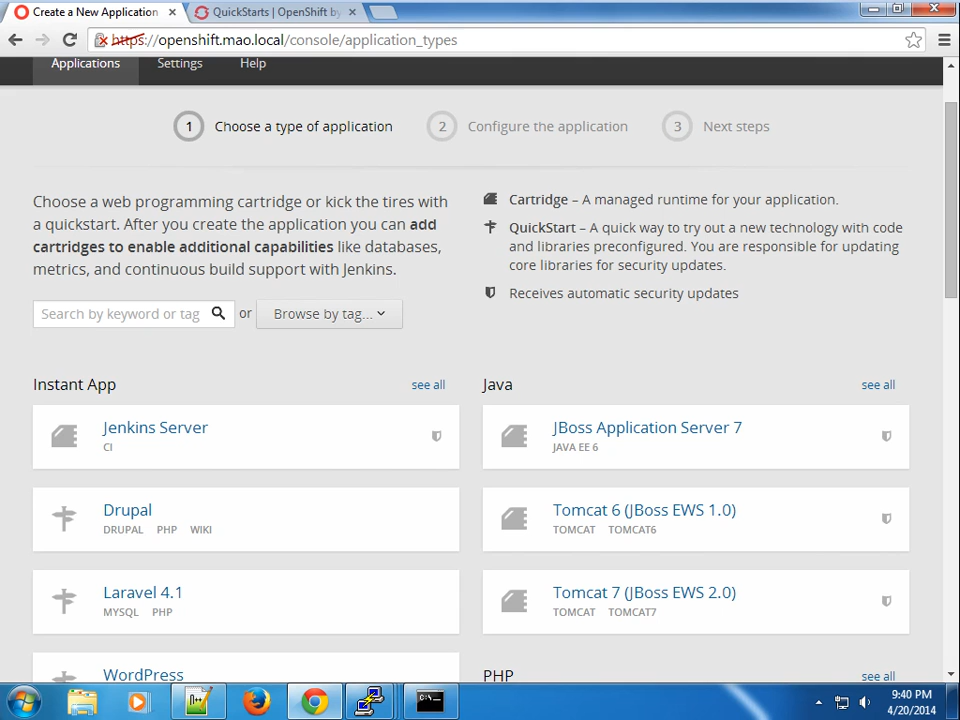 Create a New Application
QuickStarts | OpenShift by
https://openshift.mao.local/console/application_types
Applications
Settings
Help
1
Choose a type of application
2
Configure the application
3
Next steps
Choose a web programming cartridge or kick the tires with
a quickstart. After you create the application you can add
cartridges to enable additional capabilities like databases,
metrics, and continuous build support with Jenkins.
Cartridge – A managed runtime for your application.
QuickStart – A quick way to try out a new technology with code
and libraries preconfigured. You are responsible for updating
core libraries for security updates.
Receives automatic security updates
Search by keyword or tag
or
Browse by tag...
Instant App
see all
Jenkins Server
CI
Drupal
DRUPAL PHP WIKI
Laravel 4.1
MYSQL PHP
WordPress
Java
see all
JBoss Application Server 7
JAVA EE 6
Tomcat 6 (JBoss EWS 1.0)
TOMCAT TOMCAT6
Tomcat 7 (JBoss EWS 2.0)
TOMCAT TOMCAT7
PHP
see all
9:40 PM
4/20/2014